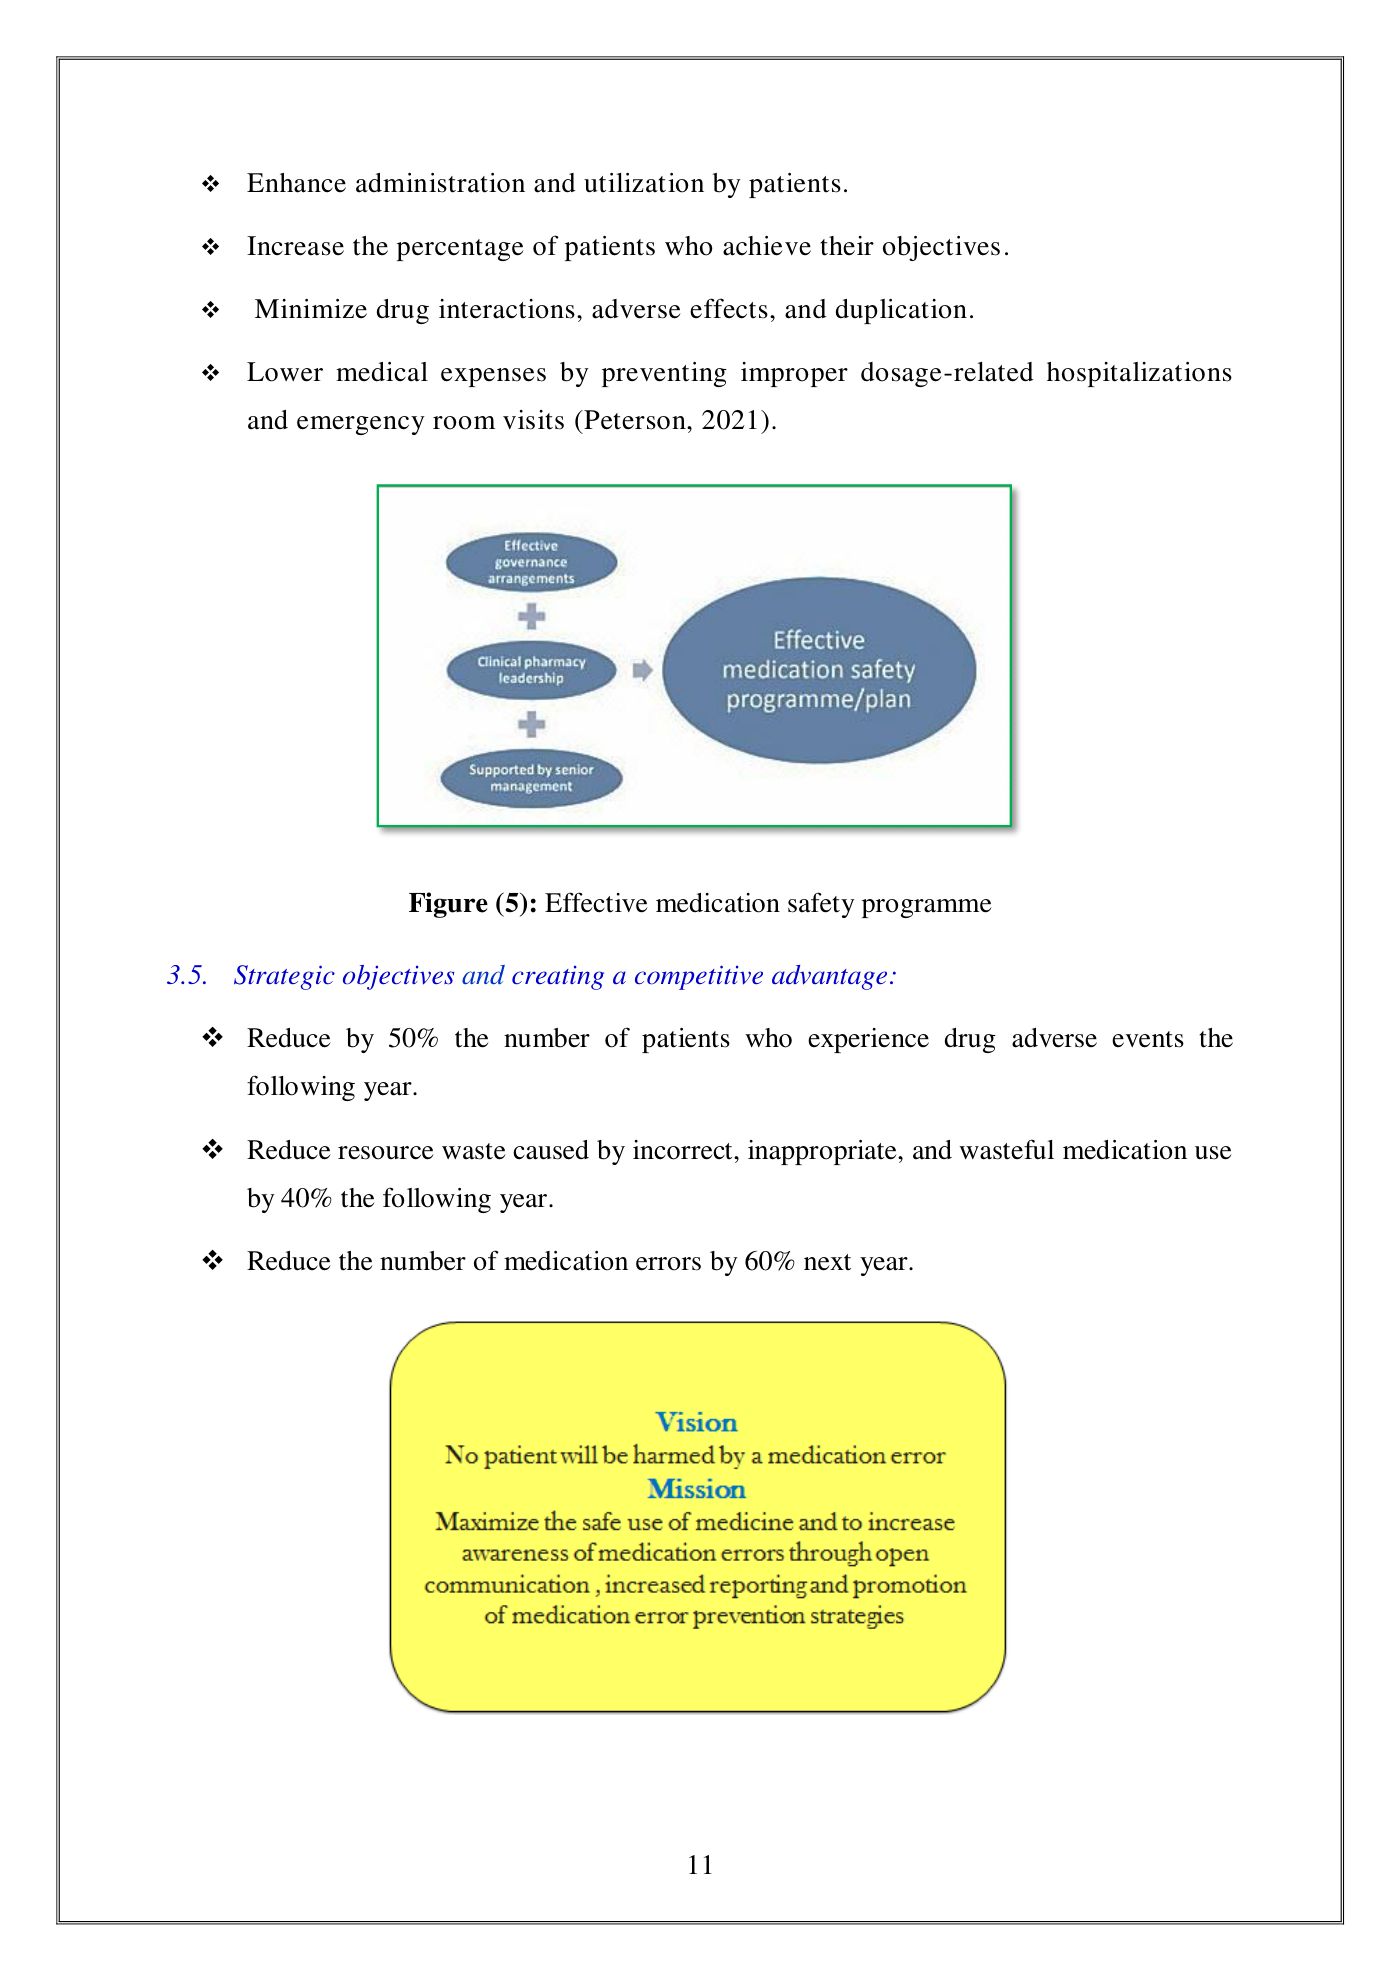 ❖ Enhance administration and utilization by patients.
❖ Increase the percentage of patients who achieve their objectives.
❖ Minimize drug interactions, adverse effects, and duplication.
❖ Lower medical expenses by preventing improper dosage-related hospitalizations
and emergency room visits (Peterson, 2021).
Effective
governance
arrangements
Clinical pharmacy
leadership
Supported by senior
management
Effective
medication safety
programme/plan
Figure (5): Effective medication safety programme
3.5. Strategic objectives and creating a competitive advantage:
❖ Reduce by 50% the number of patients who experience drug adverse events the
following year.
❖ Reduce resource waste caused by incorrect, inappropriate, and wasteful medication use
by 40% the following year.
❖ Reduce the number of medication errors by 60% next year.
Vision
No patient will be harmed by a medication error
Mission
Maximize the safe use of medicine and to increase
awareness of medication errors through open
communication , increased reporting and promotion
of medication error prevention strategies
11